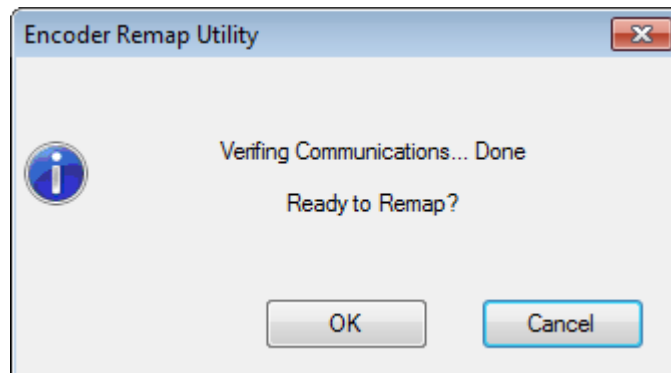 Encoder Remap Utility
Verifing Communications... Done
Ready to Remap?
OK
Cancel